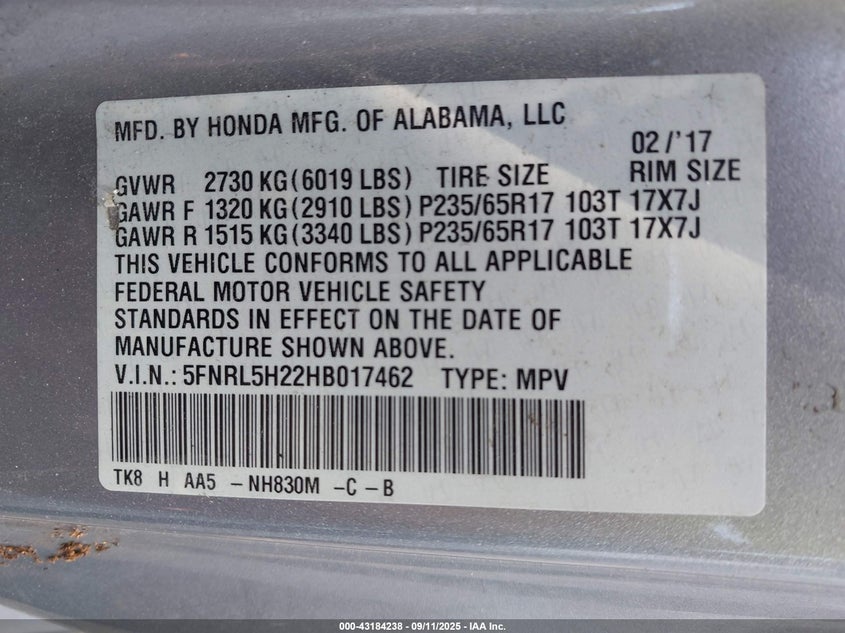 MFD. BY HONDA MFG. OF ALABAMA, LLC
02/'17
GVWR 2730 KG(6019 LBS) TIRE SIZE RIM SIZE
GAWR F 1320 KG(2910 LBS) P235/65R17 103T 17X7J
GAWR R 1515 KG(3340 LBS) P235/65R17 103T 17X7J
THIS VEHICLE CONFORMS TO ALL APPLICABLE
FEDERAL MOTOR VEHICLE SAFETY
STANDARDS IN EFFECT ON THE DATE OF
MANUFACTURE SHOWN ABOVE.
V.I.N.: 5FNRL5H22HB017462 TYPE: MPV
TK8 H AA5 -NH830M -C -B
000-43184238 - 09/11/2025 - IAA Inc.